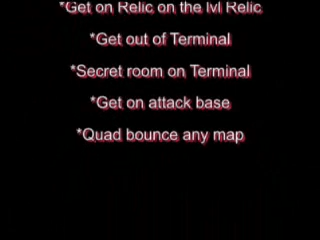 *Get on Relic on the lvl Relic
*Get out of Terminal
*Secret room on Terminal
*Get on attack base
*Quad bounce any map